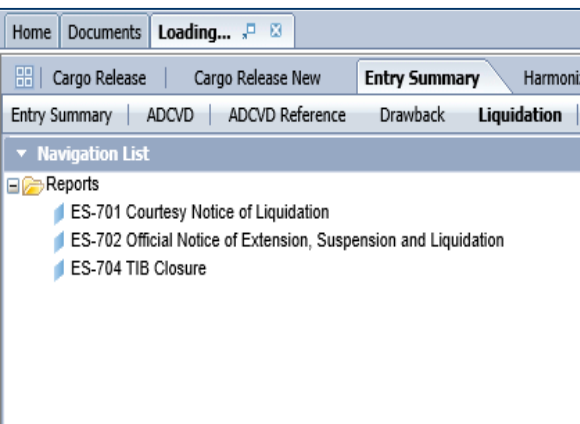 Home Documents Loading...
Cargo Release | Cargo Release New Entry Summary
Entry Summary | ADCVD | ADCVD Reference Drawback Liquidation |
Navigation List
Reports
ES-701 Courtesy Notice of Liquidation
ES-702 Official Notice of Extension, Suspension and Liquidation
ES-704 TIB Closure